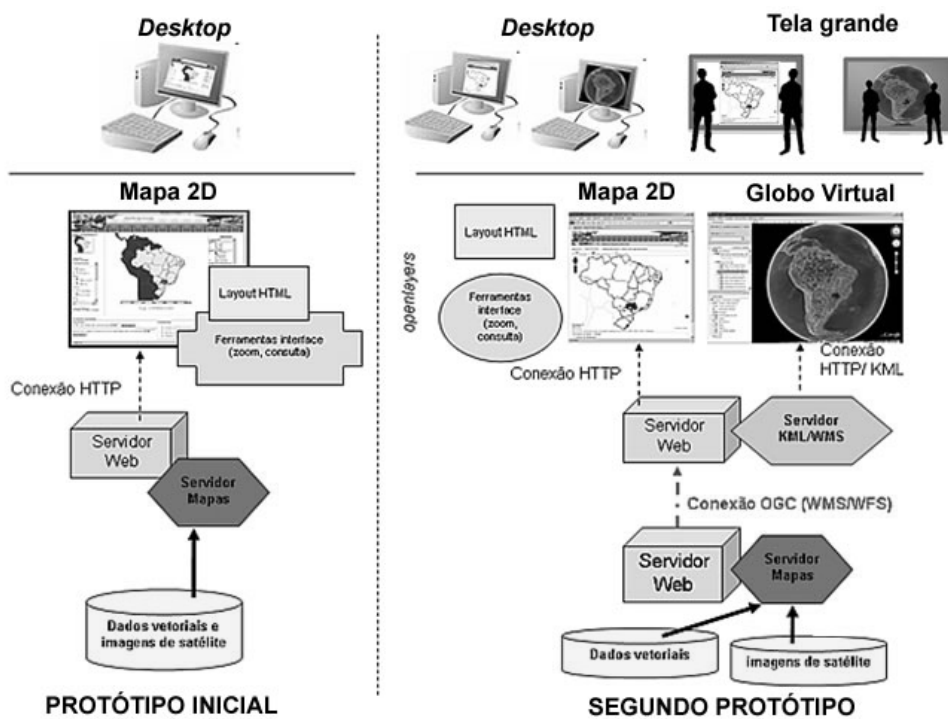 Desktop
Mapa 2D
Layout HTML
Ferramentas interface
(zoom, consulta)
Conexão HTTP
Servidor
Web
Servidor
Mapas
Dados vetoriais e
imagens de satélite
PROTÓTIPO INICIAL
Desktop
Tela grande
Mapa 2D
Globo Virtual
openlayers
Layout HTML
Ferramentas
interface
(zoom,
consulta)
Conexão HTTP
Conexão
HTTP/ KML
Servidor
Web
Servidor
KML/WMS
Conexão OGC (WMS/WFS)
Servidor
Web
Servidor
Mapas
Dados vetoriais
imagens de satélite
SEGUNDO PROTÓTIPO